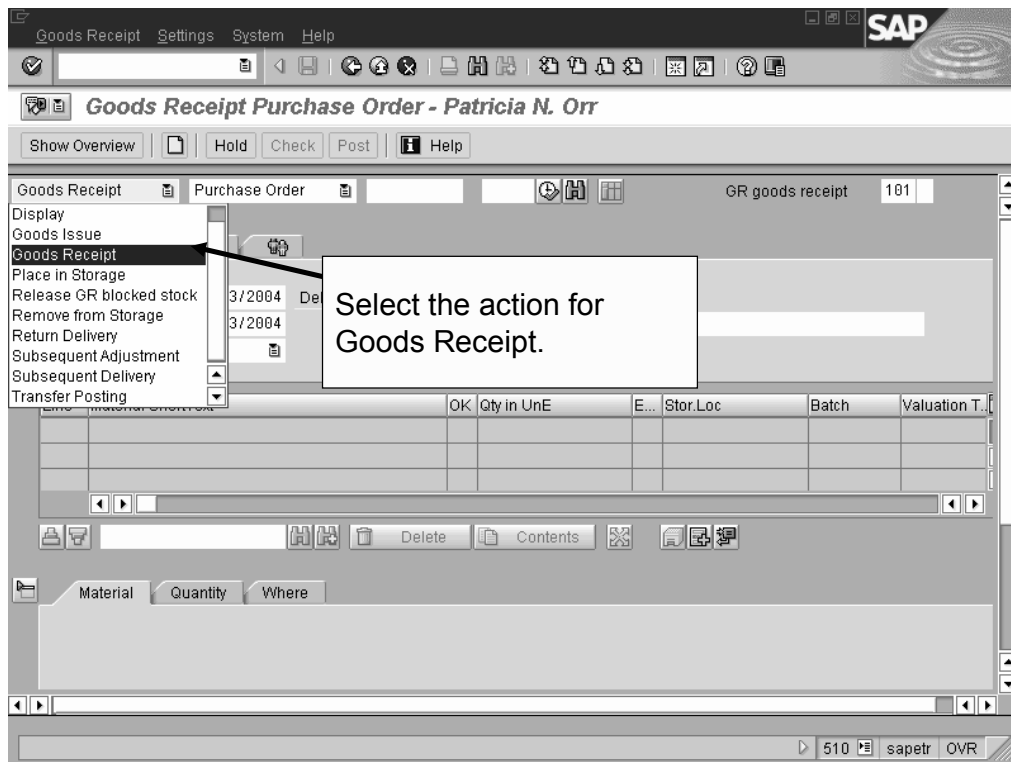 Goods Receipt Settings System Help
SAP
Goods Receipt Purchase Order - Patricia N. Orr
Show Overview Hold Check Post Help
Goods Receipt Purchase Order GR goods receipt 101
Display
Goods Issue
Goods Receipt
Place in Storage
Release GR blocked stock 3/2004 Del
Remove from Storage 3/2004
Return Delivery
Subsequent Adjustment
Subsequent Delivery
Transfer Posting
Select the action for
Goods Receipt.
OK Qty in UnE E... Stor.Loc Batch Valuation T..
Delete Contents
Material Quantity Where
510 sapetr OVR